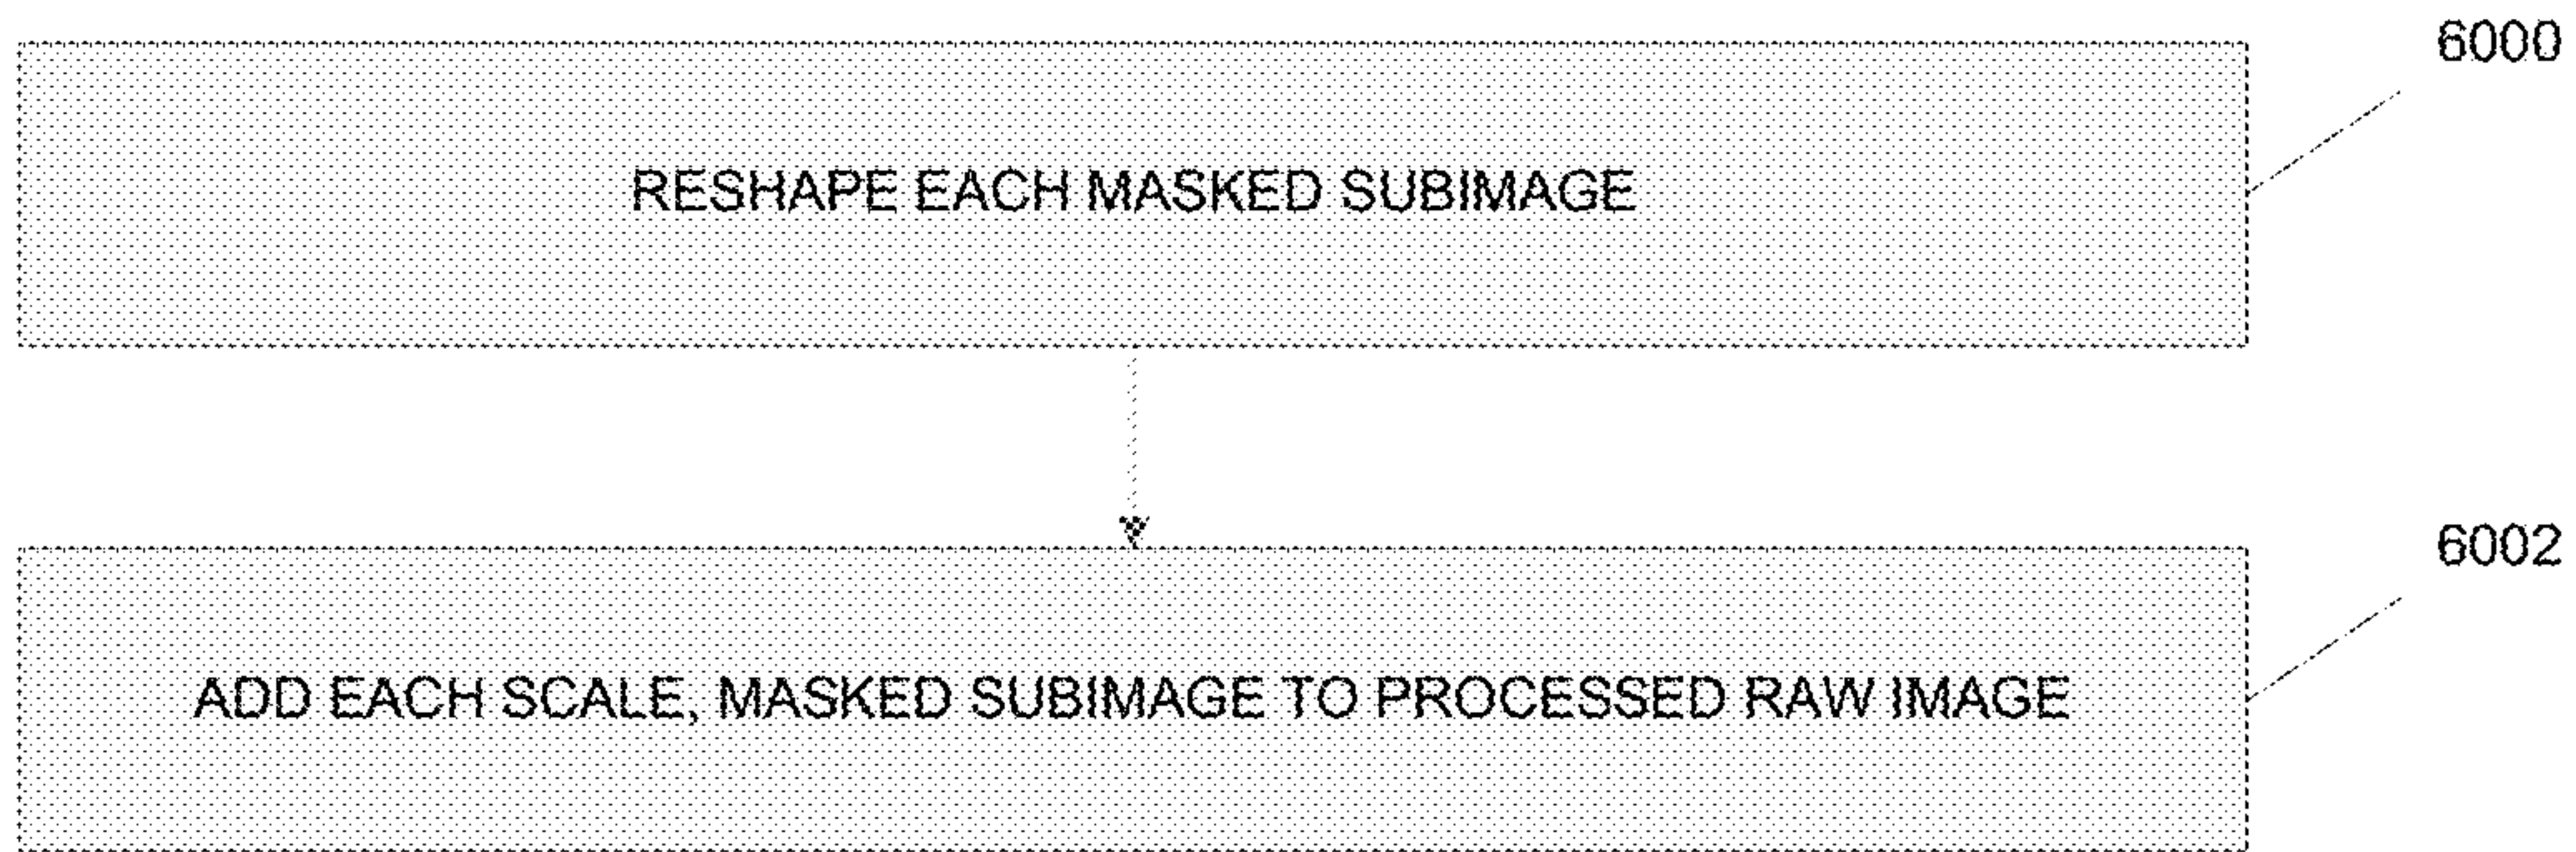 6000
RESHAPE EACH MASKED SUBIMAGE
6002
ADD EACH SCALE, MASKED SUBIMAGE TO PROCESSED RAW IMAGE